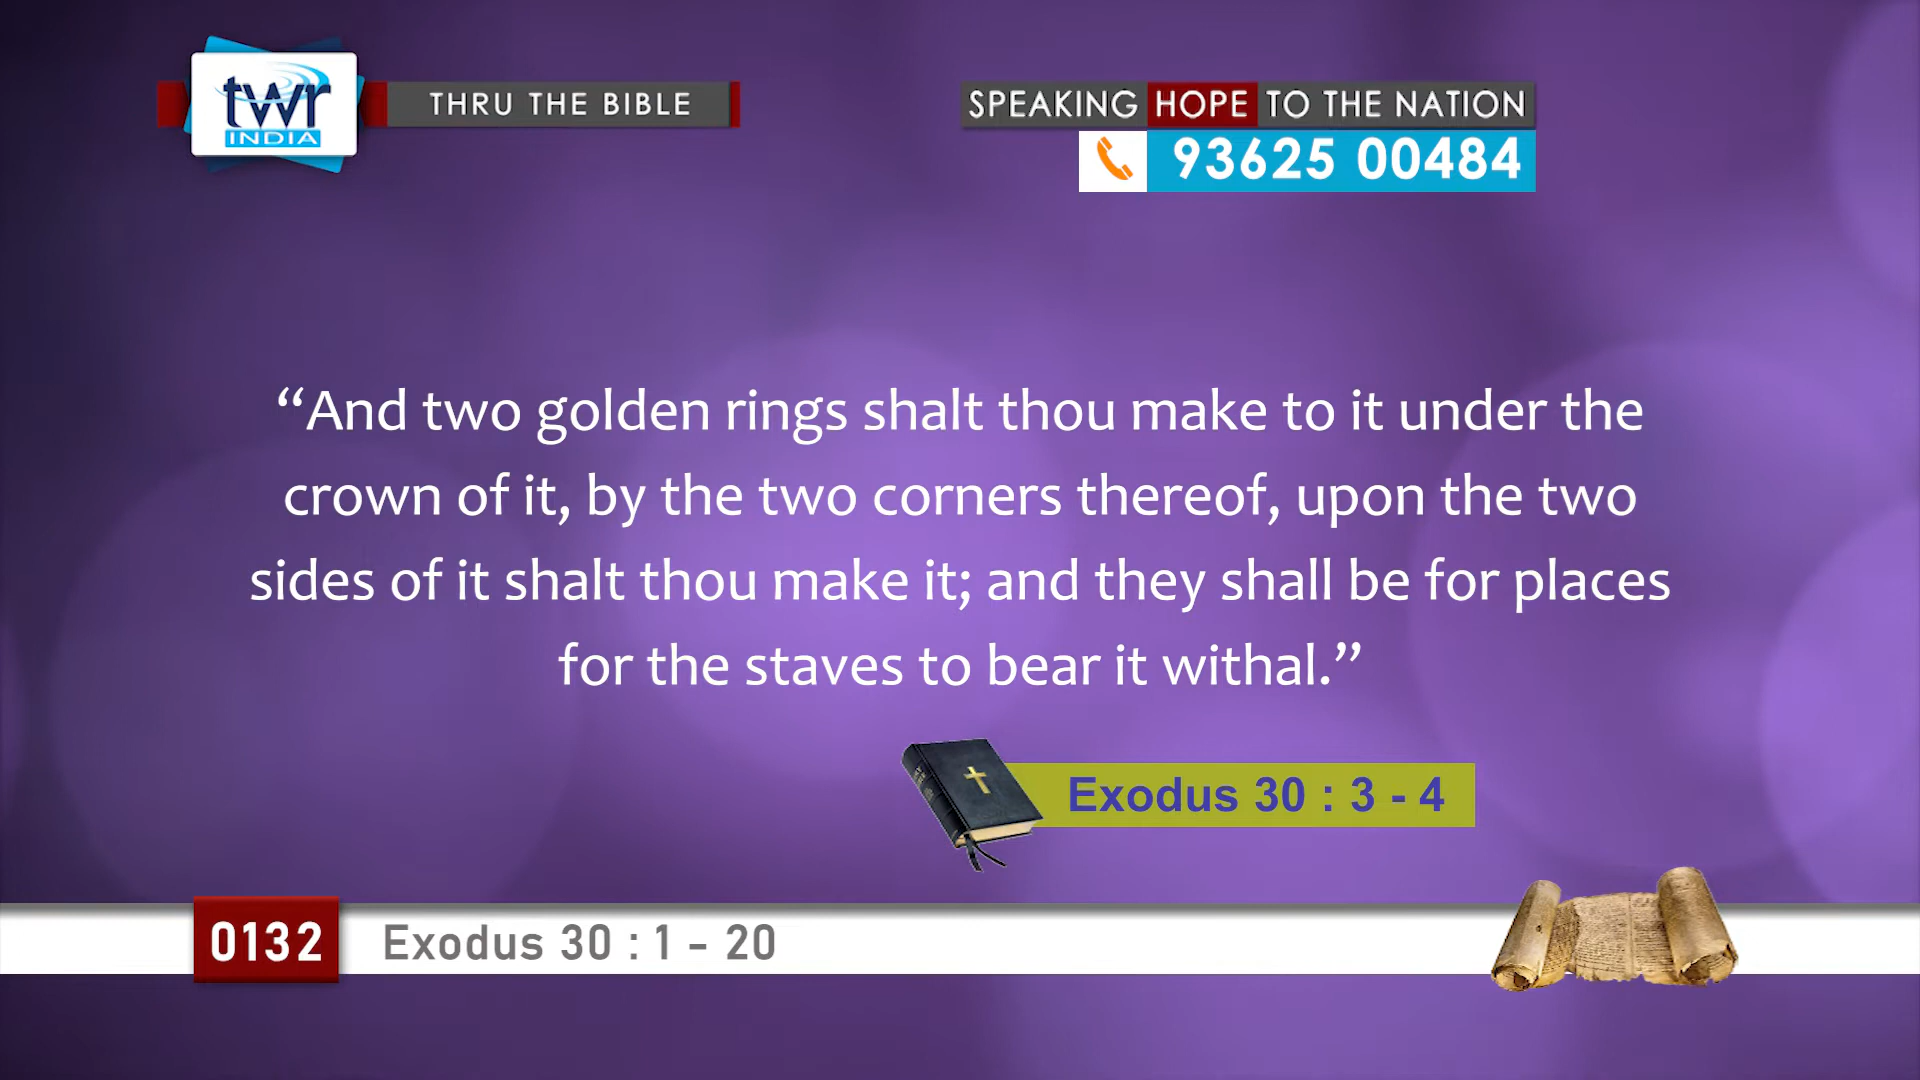 twr
INDIA
THRU THE BIBLE
SPEAKING HOPE TO THE NATION
93625 00484
“And two golden rings shalt thou make to it under the
crown of it, by the two corners thereof, upon the two
sides of it shalt thou make it; and they shall be for places
for the staves to bear it withal.”
Exodus 30 : 3 - 4
0132
Exodus 30 : 1 - 20